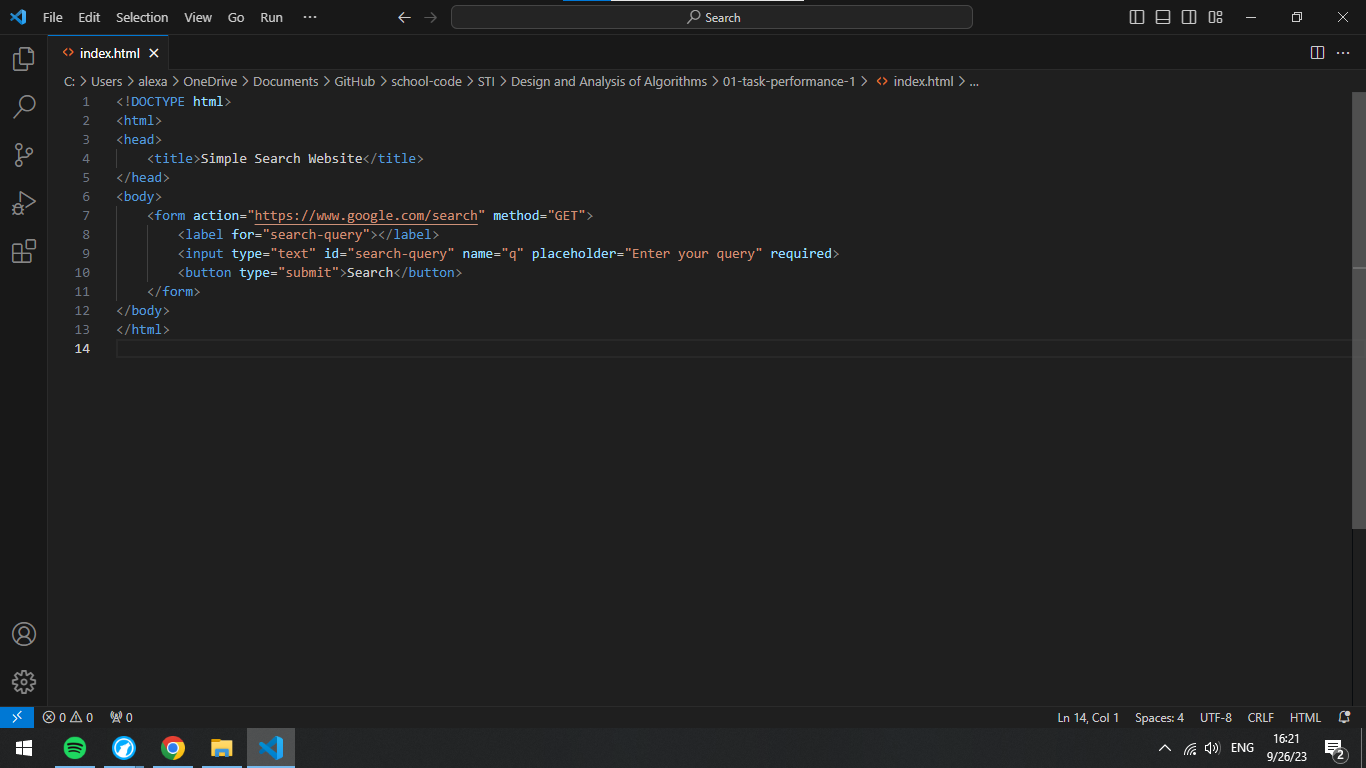 File Edit Selection View Go Run ··· Search
index.html
C: > Users > alexa > OneDrive > Documents > GitHub > school-code > STI > Design and Analysis of Algorithms > 01-task-performance-1 > index.html > ...
1 <!DOCTYPE html>
2 <html>
3 <head>
4 <title>Simple Search Website</title>
5 </head>
6 <body>
7 <form action="https://www.google.com/search" method="GET">
8 <label for="search-query"></label>
9 <input type="text" id="search-query" name="q" placeholder="Enter your query" required>
10 <button type="submit">Search</button>
11 </form>
12 </body>
13 </html>
14
0 0 0 Ln 14, Col 1 Spaces: 4 UTF-8 CRLF HTML
ENG 16:21
9/26/23 2